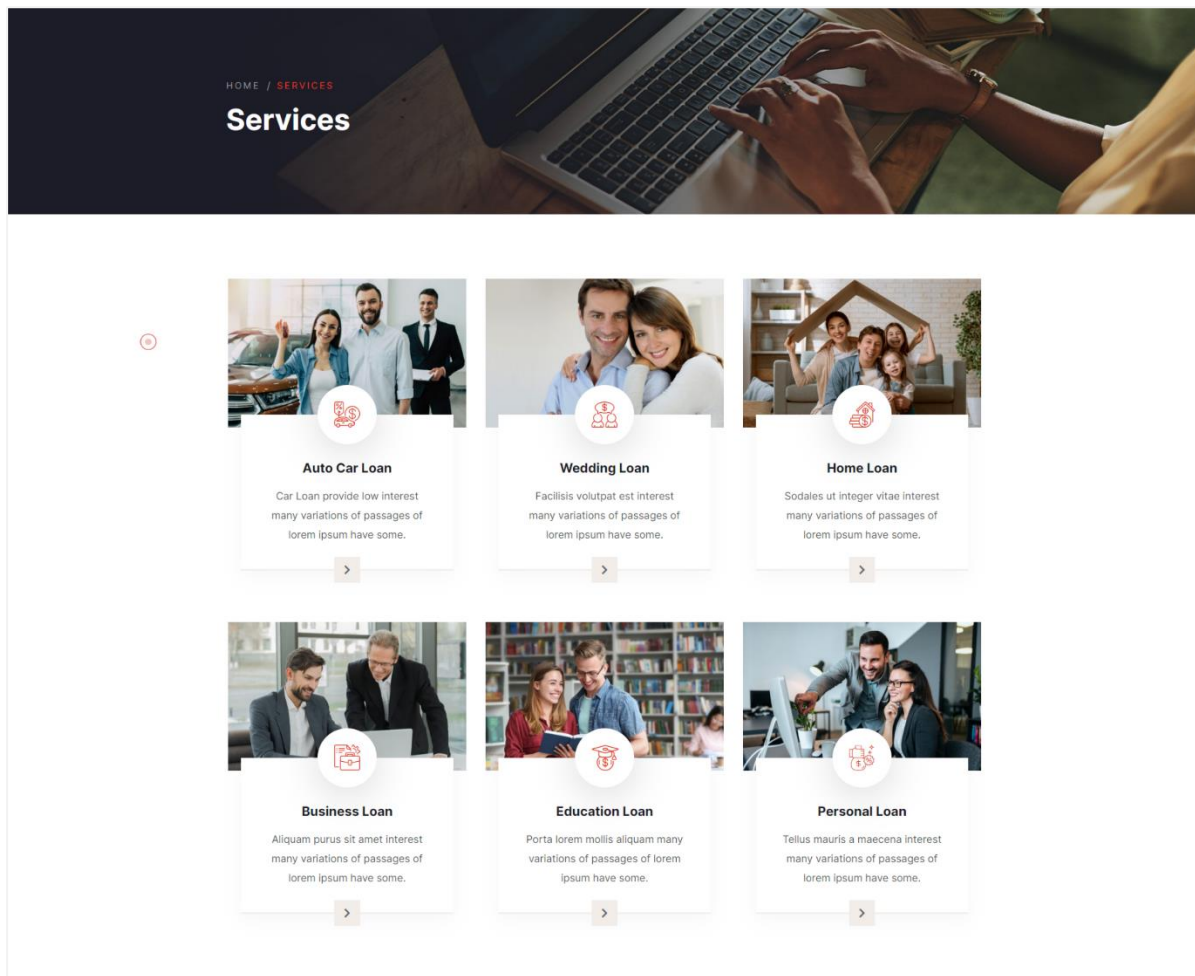 HOME / SERVICES
Services
Auto Car Loan
Car Loan provide low interest
many variations of passages of
lorem ipsum have some.
Wedding Loan
Facilisis volutpat est interest
many variations of passages of
lorem ipsum have some.
Home Loan
Sodales ut integer vitae interest
many variations of passages of
lorem ipsum have some.
Business Loan
Aliquam purus sit amet interest
many variations of passages of
lorem ipsum have some.
Education Loan
Porta lorem mollis aliquam many
variations of passages of lorem
ipsum have some.
Personal Loan
Tellus mauris a maecena interest
many variations of passages of
lorem ipsum have some.